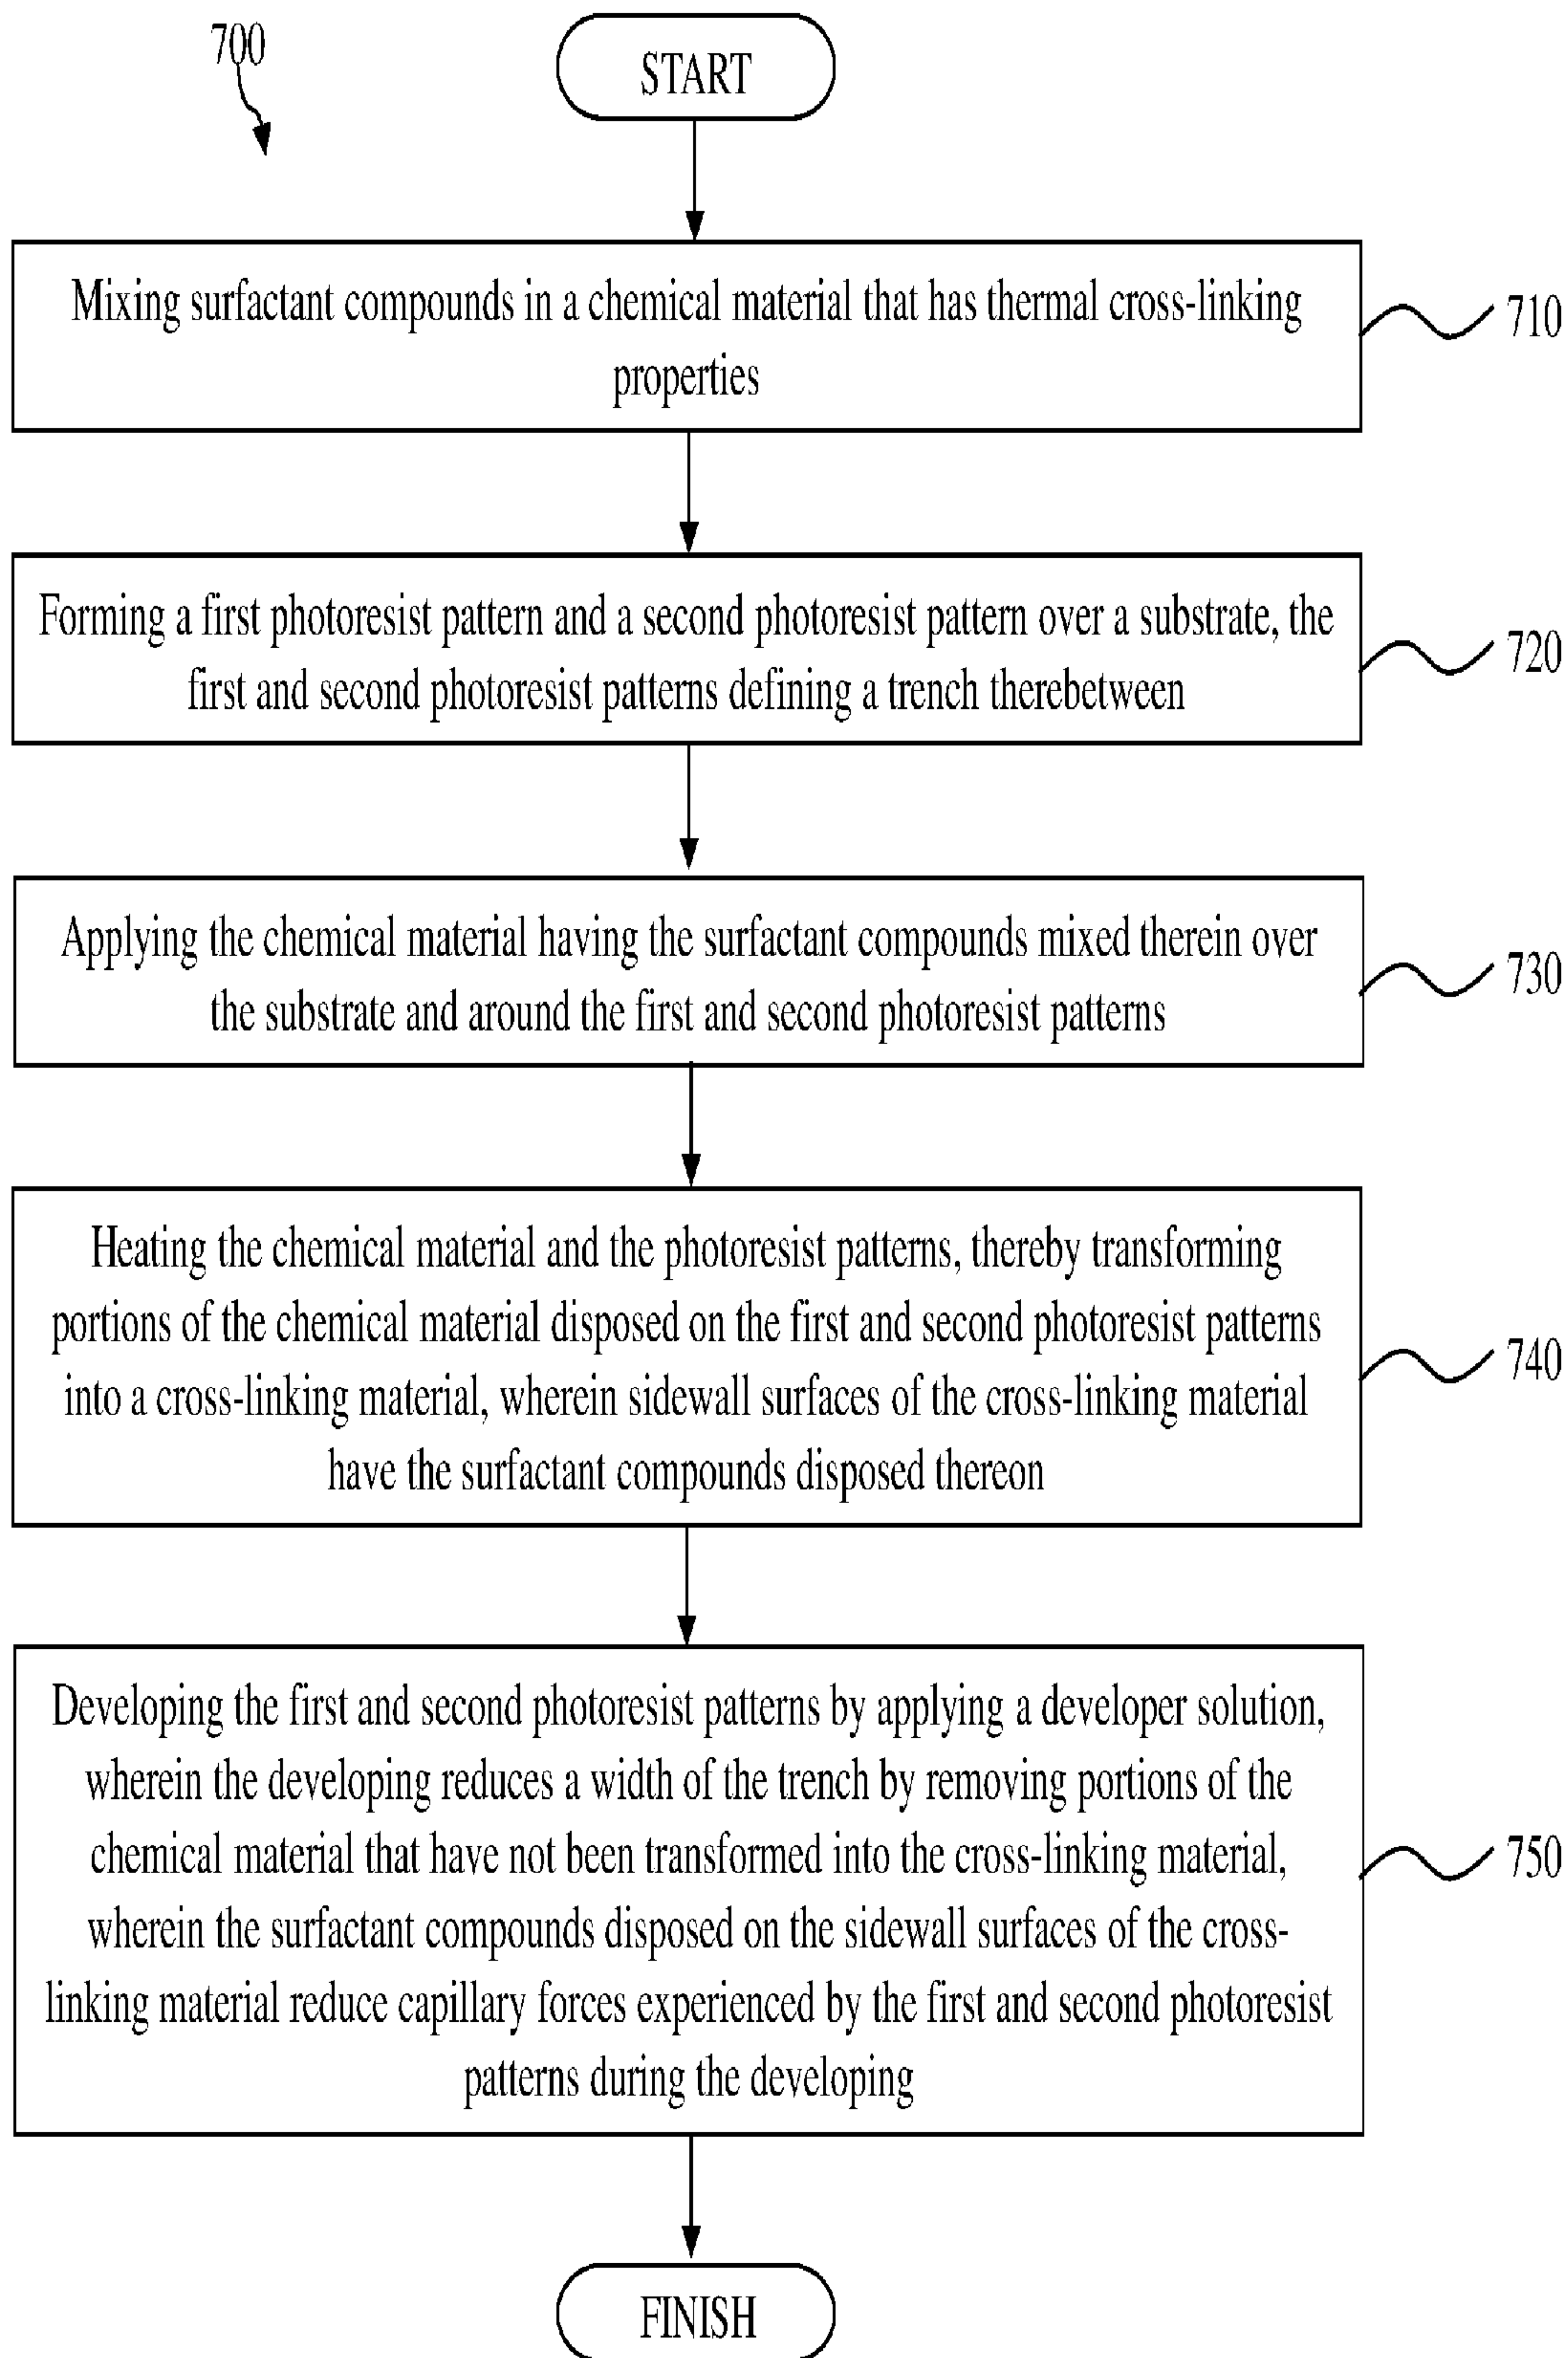 700
START
Mixing surfactant compounds in a chemical material that has thermal cross-linking
properties
710
Forming a first photoresist pattern and a second photoresist pattern over a substrate, the
first and second photoresist patterns defining a trench therebetween
720
Applying the chemical material having the surfactant compounds mixed therein over
the substrate and around the first and second photoresist patterns
730
Heating the chemical material and the photoresist patterns, thereby transforming
portions of the chemical material disposed on the first and second photoresist patterns
into a cross-linking material, wherein sidewall surfaces of the cross-linking material
have the surfactant compounds disposed thereon
740
Developing the first and second photoresist patterns by applying a developer solution,
wherein the developing reduces a width of the trench by removing portions of the
chemical material that have not been transformed into the cross-linking material,
wherein the surfactant compounds disposed on the sidewall surfaces of the cross-
linking material reduce capillary forces experienced by the first and second photoresist
patterns during the developing
750
FINISH